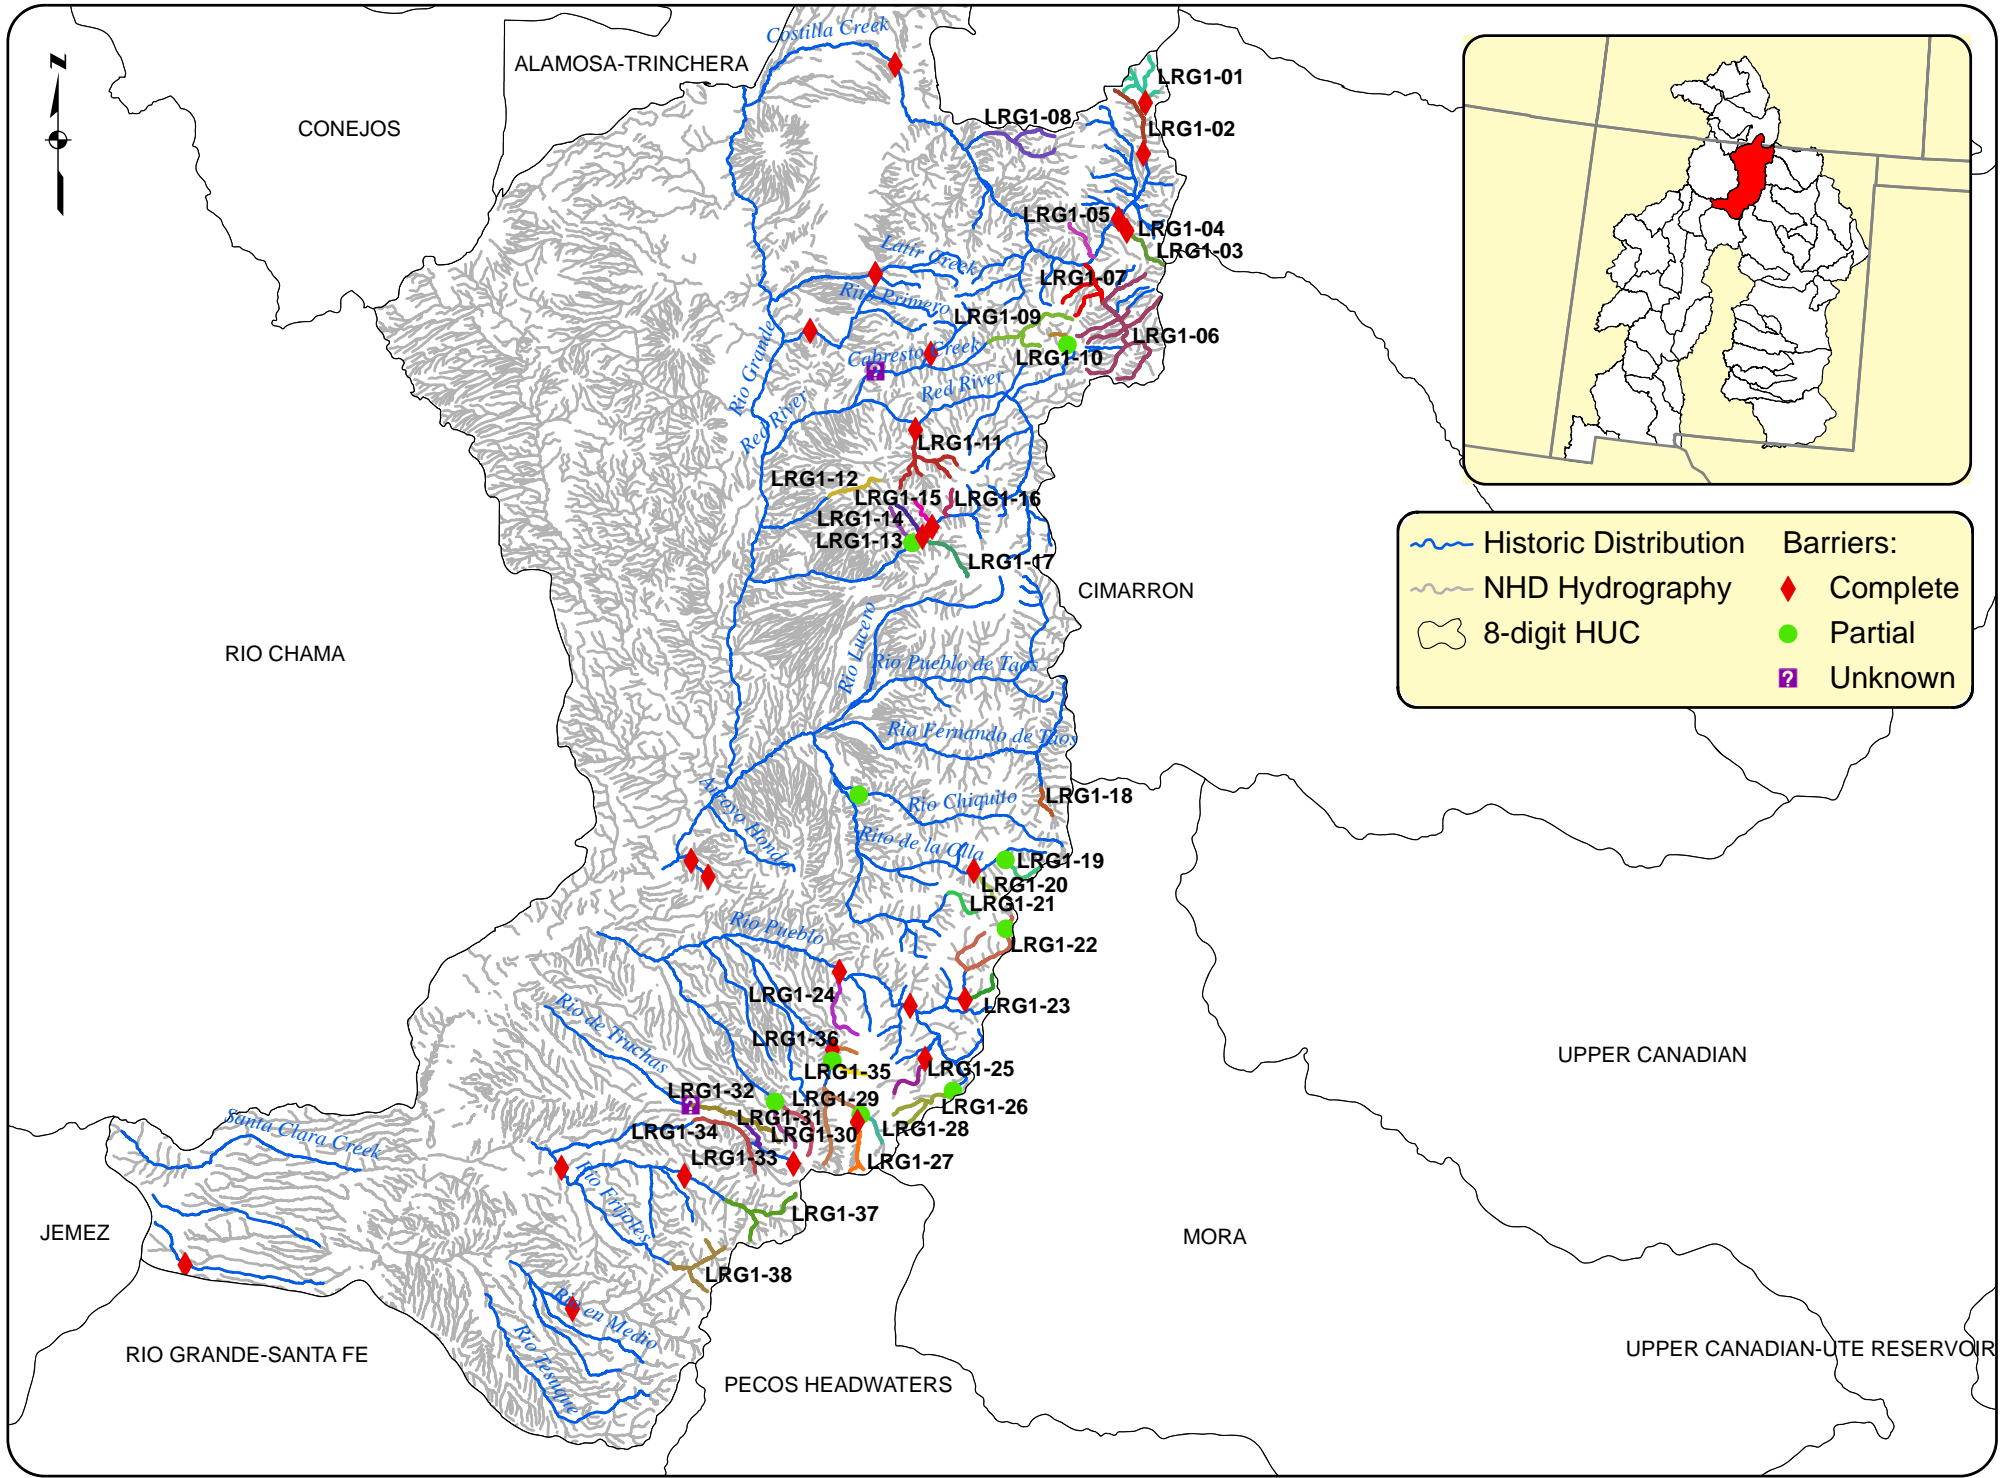 Costilla Creek
ALAMOSA-TRINCHERA
N
CONEJOS
LRG1-01
LRG1-08
LRG1-02
LRG1-05
LRG1-04
LRG1-03
Latir Creek
LRG1-07
Rito Primero
LRG1-09
LRG1-06
Rio Grande
Cabresto Creek
LRG1-10
?
Red River
Red River
LRG1-11
LRG1-12
LRG1-15
LRG1-16
LRG1-14
LRG1-13
LRG1-17
Historic Distribution
Barriers:
NHD Hydrography
Complete
8-digit HUC
Partial
? Unknown
CIMARRON
RIO CHAMA
Rio Lucero
Rio Pueblo de Taos
Rio Fernando de Taos
Arroyo Hondo
Rio Chiquito
LRG1-18
Rito de la Olla
LRG1-19
LRG1-20
LRG1-21
Rio Pueblo
LRG1-22
LRG1-24
LRG1-23
Rio de Truchas
LRG1-36
UPPER CANADIAN
LRG1-35
LRG1-25
LRG1-32
LRG1-29
?
LRG1-26
LRG1-31
Santa Clara Creek
LRG1-34
LRG1-30
LRG1-28
LRG1-33
LRG1-27
Rio Frijoles
LRG1-37
JEMEZ
MORA
LRG1-38
Rio en Medio
Rio Tesuque
RIO GRANDE-SANTA FE
UPPER CANADIAN-UTE RESERVOIR
PECOS HEADWATERS